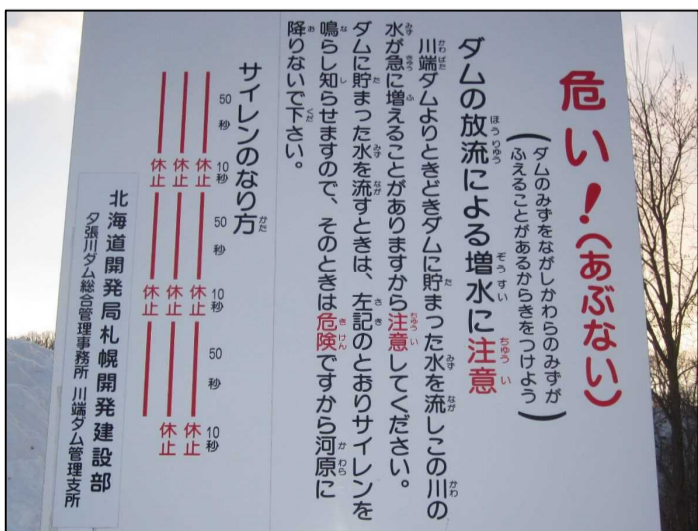 危い！（あぶない）
（ダムのみずをながしかわらのみずが
ふえることがあるからきをつけよう）
ダムの放流による増水に注意
川端ダムよりときどきダムに貯まった水を流しこの川の
水が急に増えることがありますから注意してください。
ダムに貯まった水を流すときは、左記のとおりサイレンを
鳴らし知らせますので、そのときは危険ですから河原に
降りないで下さい。
サイレンのなり方
50秒 10秒 50秒 10秒 50秒 10秒
休止 休止 休止
休止 休止 休止
休止 休止
北海道開発局札幌開発建設部
夕張川ダム総合管理事務所 川端ダム管理支所